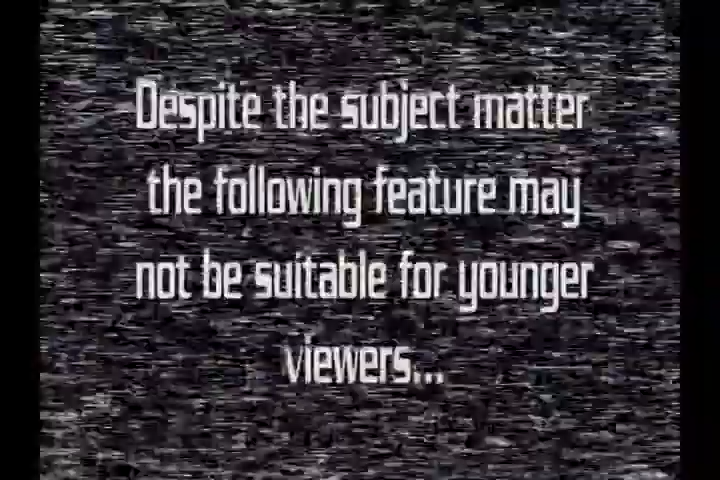 Despite the subject matter
the following feature may
not be suitable for younger
viewers...